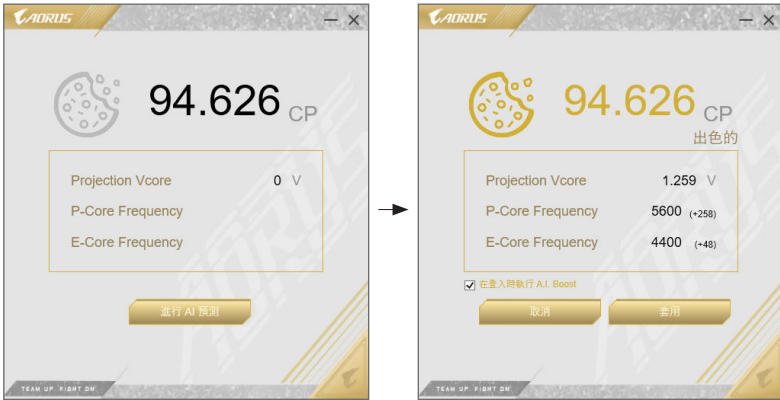 AORUS
94.626 CP
Projection Vcore 0 V
P-Core Frequency
E-Core Frequency
進行 AI 預測
TEAM UP. FIGHT ON.
AORUS
94.626 CP
出色的
Projection Vcore 1.259 V
P-Core Frequency 5600 (+258)
E-Core Frequency 4400 (+48)
在登入時執行 A.I. Boost
取消 套用
TEAM UP. FIGHT ON.